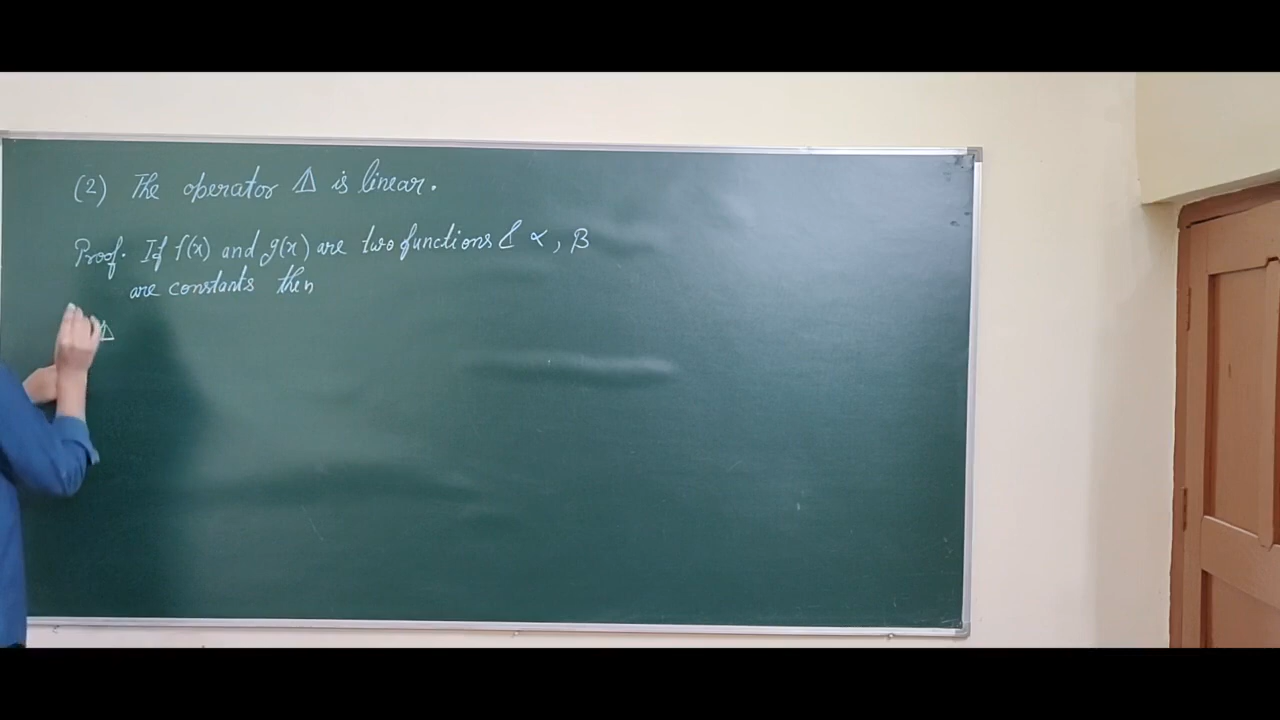 (2) The operator Δ is linear.
Proof. If f(x) and g(x) are two functions & α, β
are constants then
Δ